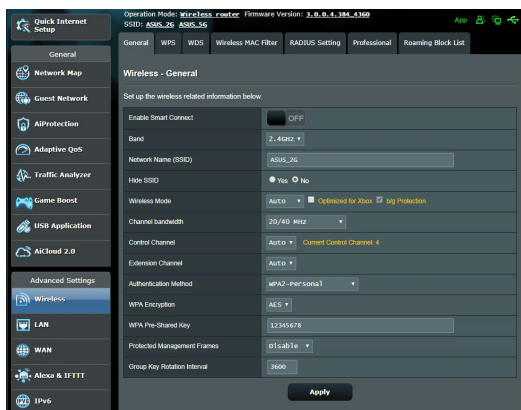 Quick Internet Setup
Operation Mode: Wireless router Firmware Version: 3.0.0.4.384_4360
SSID: ASUS_2G ASUS_5G
App
General
WPS
WDS
Wireless MAC Filter
RADIUS Setting
Professional
Roaming Block List
General
Network Map
Guest Network
AiProtection
Adaptive QoS
Traffic Analyzer
Game Boost
USB Application
AiCloud 2.0
Advanced Settings
Wireless
LAN
WAN
Alexa & IFTTT
IPv6
Wireless - General
Set up the wireless related information below.
Enable Smart Connect OFF
Band 2.4GHz
Network Name (SSID) ASUS_2G
Hide SSID Yes No
Wireless Mode Auto Optimized for Xbox b/g Protection
Channel bandwidth 20/40 MHz
Control Channel Auto Current Control Channel: 4
Extension Channel Auto
Authentication Method WPA2-Personal
WPA Encryption AES
WPA Pre-Shared Key 12345678
Protected Management Frames Disable
Group Key Rotation Interval 3600
Apply